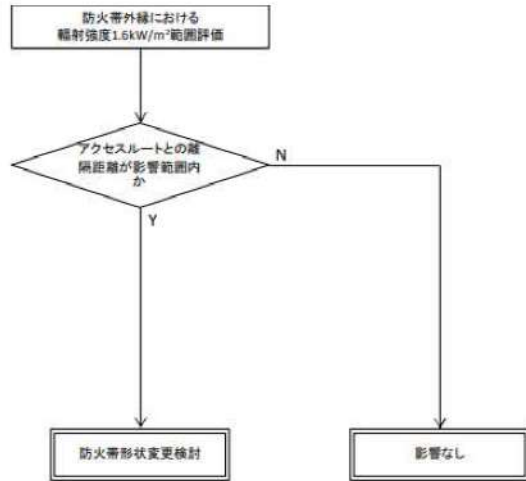 防火帯外縁における
輻射強度1.6kW/m²範囲評価
アクセスルートとの離
隔距離が影響範囲内
か
N
Y
防火帯形状変更検討
影響なし